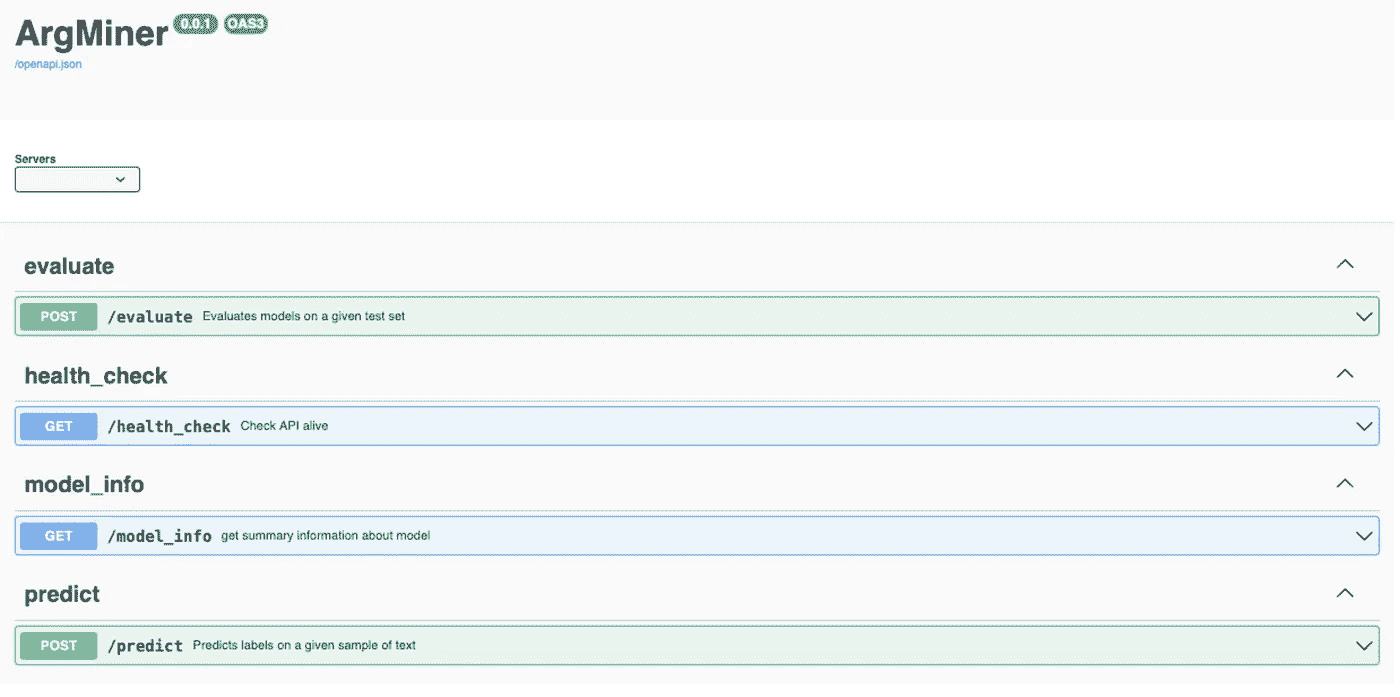 ArgMiner 0.0.1 OAS3
/openapi.json
Servers
evaluate
POST /evaluate Evaluates models on a given test set
health_check
GET /health_check Check API alive
model_info
GET /model_info get summary information about model
predict
POST /predict Predicts labels on a given sample of text